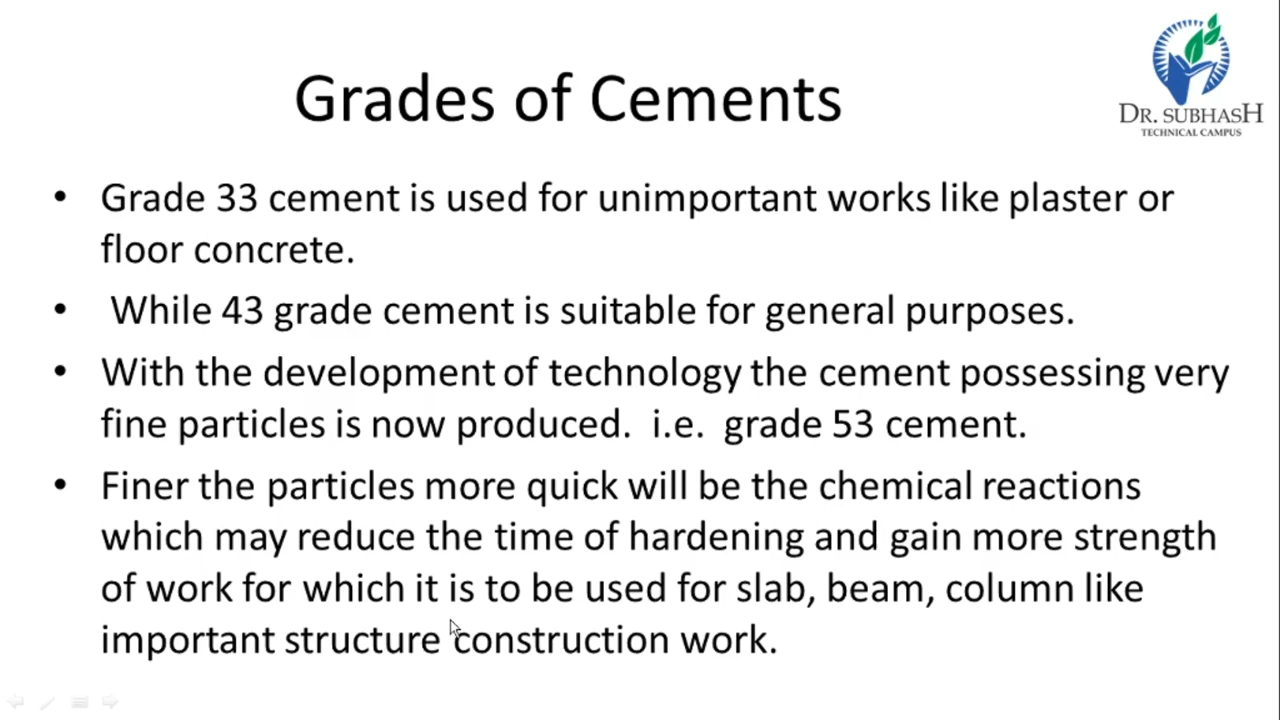 Grades of Cements
DR. SUBHASH
TECHNICAL CAMPUS
• Grade 33 cement is used for unimportant works like plaster or
floor concrete.
• While 43 grade cement is suitable for general purposes.
• With the development of technology the cement possessing very
fine particles is now produced. i.e. grade 53 cement.
• Finer the particles more quick will be the chemical reactions
which may reduce the time of hardening and gain more strength
of work for which it is to be used for slab, beam, column like
important structure construction work.